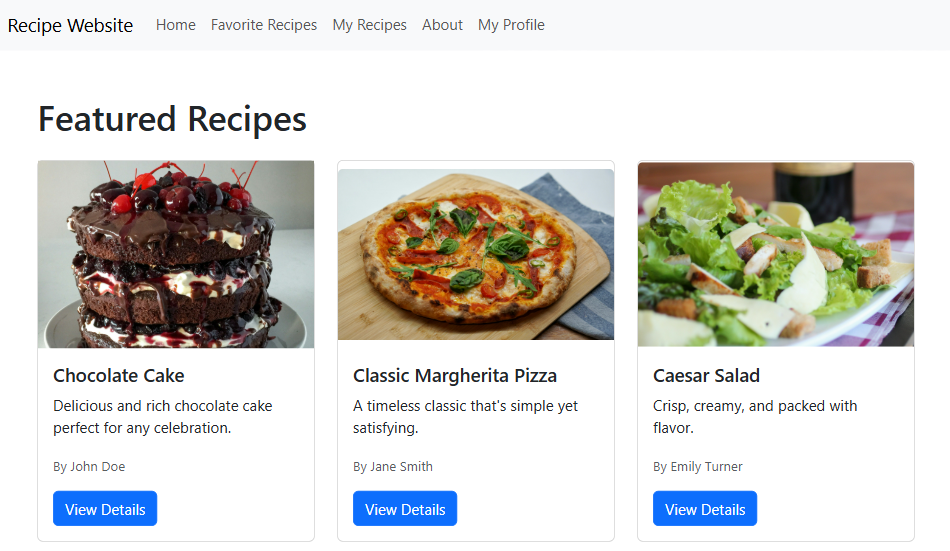 Recipe Website Home Favorite Recipes My Recipes About My Profile
Featured Recipes
Chocolate Cake
Delicious and rich chocolate cake
perfect for any celebration.
By John Doe
View Details
Classic Margherita Pizza
A timeless classic that's simple yet
satisfying.
By Jane Smith
View Details
Caesar Salad
Crisp, creamy, and packed with
flavor.
By Emily Turner
View Details